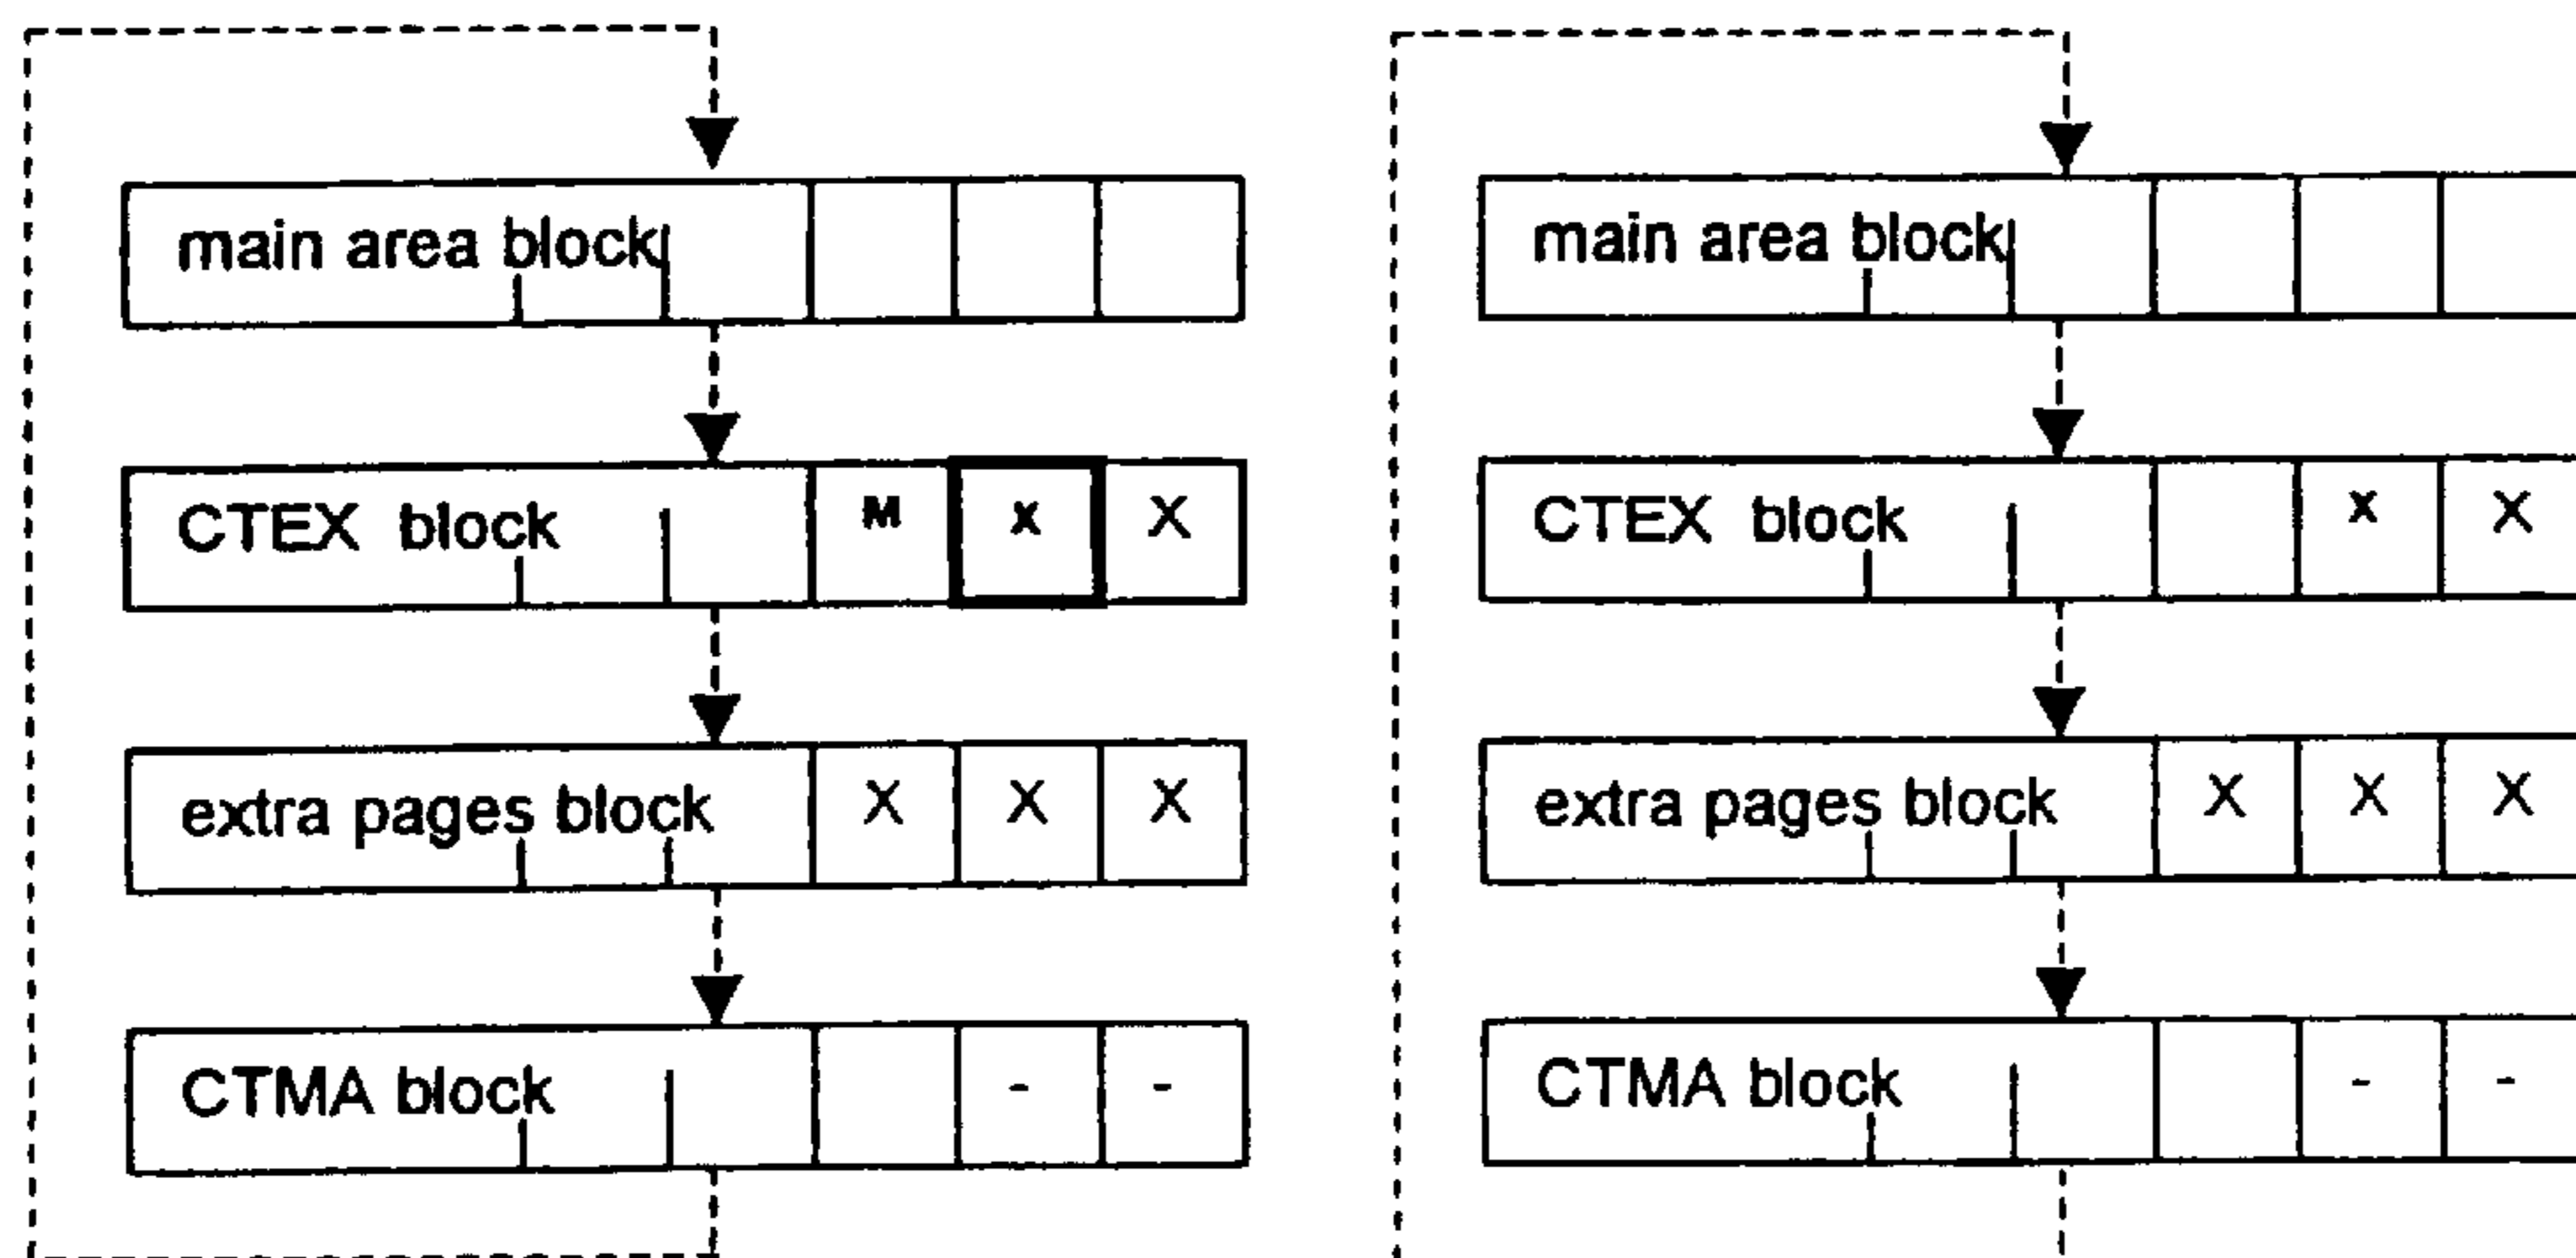 main area block
CTEX block M x X
extra pages block X X X
CTMA block - -
main area block
CTEX block x X
extra pages block X X X
CTMA block - -